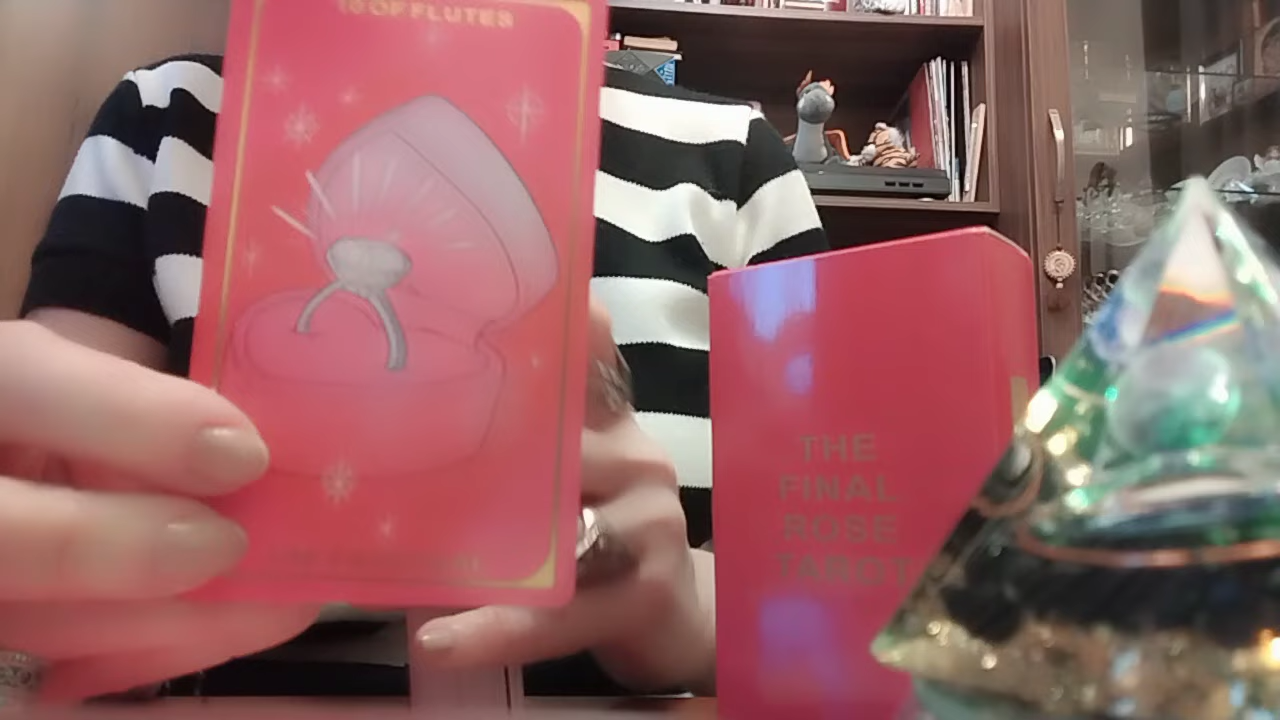 10 OF FLUTES
THE
FINAL
ROSE
TAROT